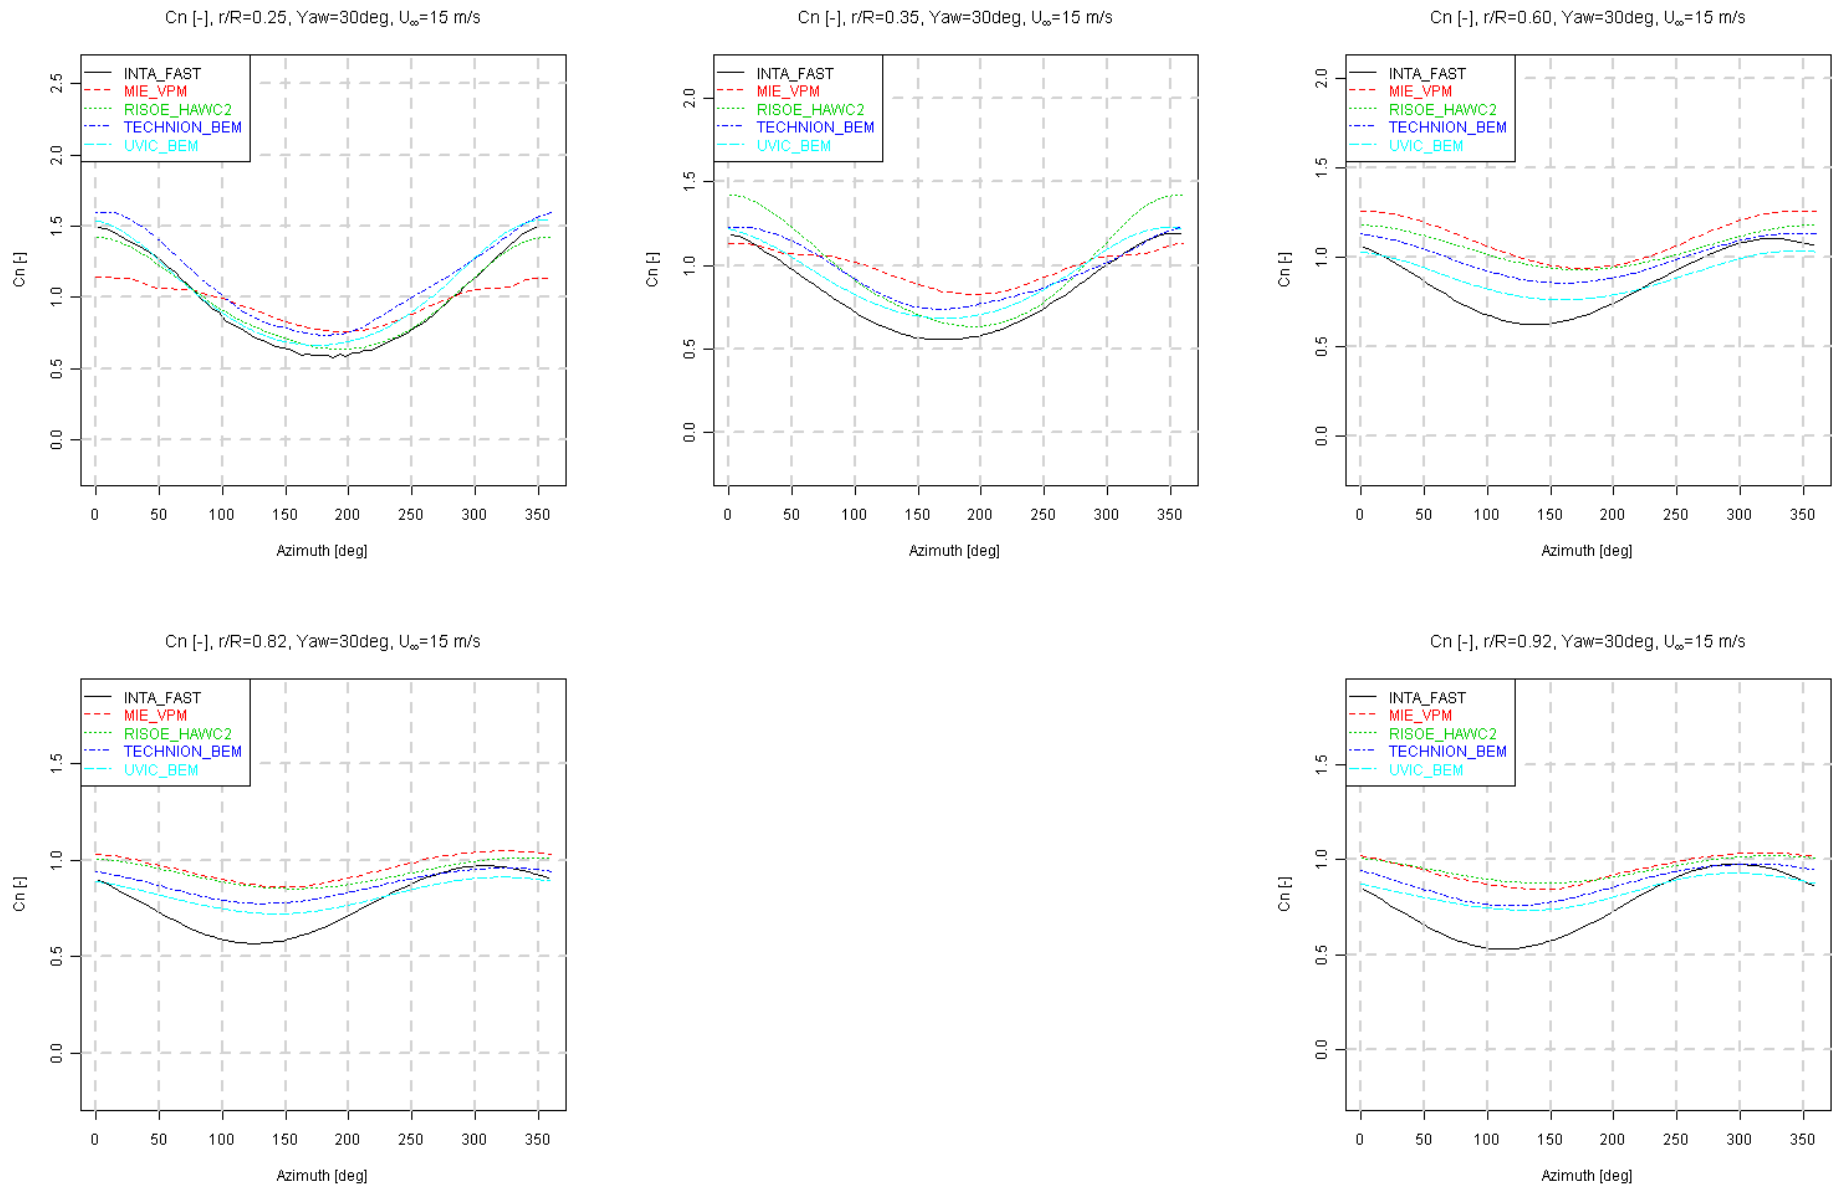 Cn [-], r/R=0.25, Yaw=30deg, U∞=15 m/s
INTA_FAST
MIE_VPM
RISOE_HAWC2
TECHNION_BEM
UVIC_BEM
Cn [-]
0.0
0.5
1.0
1.5
2.0
2.5
0 50 100 150 200 250 300 350
Azimuth [deg]
Cn [-], r/R=0.35, Yaw=30deg, U∞=15 m/s
INTA_FAST
MIE_VPM
RISOE_HAWC2
TECHNION_BEM
UVIC_BEM
Cn [-]
0.0
0.5
1.0
1.5
2.0
0 50 100 150 200 250 300 350
Azimuth [deg]
Cn [-], r/R=0.60, Yaw=30deg, U∞=15 m/s
INTA_FAST
MIE_VPM
RISOE_HAWC2
TECHNION_BEM
UVIC_BEM
Cn [-]
0.0
0.5
1.0
1.5
2.0
0 50 100 150 200 250 300 350
Azimuth [deg]
Cn [-], r/R=0.82, Yaw=30deg, U∞=15 m/s
INTA_FAST
MIE_VPM
RISOE_HAWC2
TECHNION_BEM
UVIC_BEM
Cn [-]
0.0
0.5
1.0
1.5
0 50 100 150 200 250 300 350
Azimuth [deg]
Cn [-], r/R=0.92, Yaw=30deg, U∞=15 m/s
INTA_FAST
MIE_VPM
RISOE_HAWC2
TECHNION_BEM
UVIC_BEM
Cn [-]
0.0
0.5
1.0
1.5
0 50 100 150 200 250 300 350
Azimuth [deg]